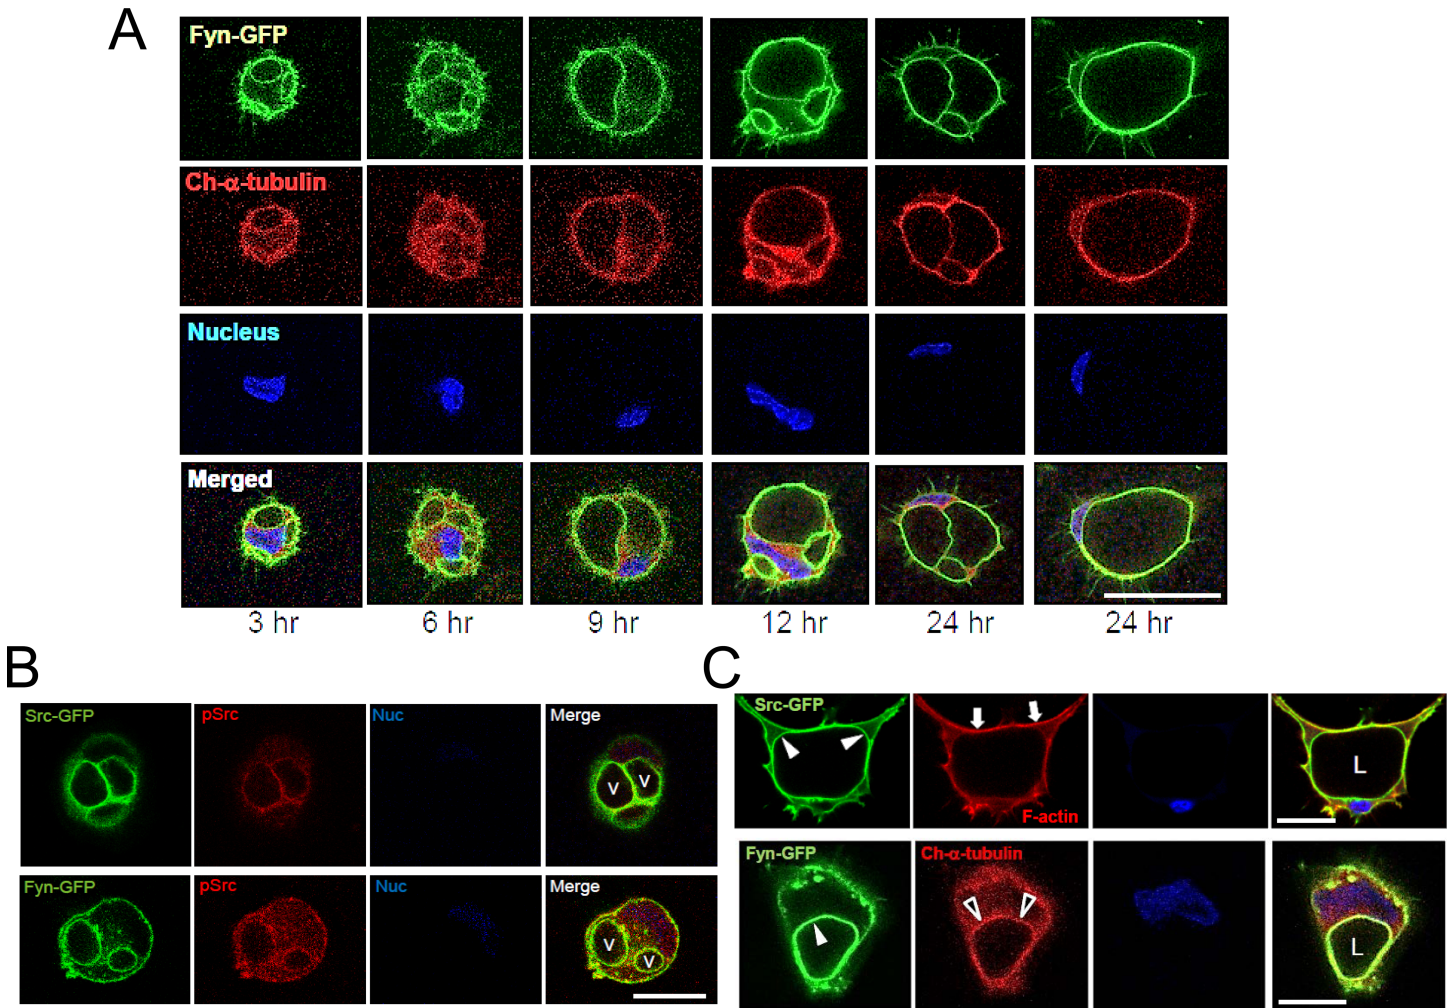 A
Fyn-GFP
Ch-α-tubulin
Nucleus
Merged
3 hr 6 hr 9 hr 12 hr 24 hr 24 hr
B
Src-GFP pSrc Nuc Merge
V V
Fyn-GFP pSrc Nuc Merge
V V
C
Src-GFP
L
F-actin
Fyn-GFP Ch-α-tubulin
L